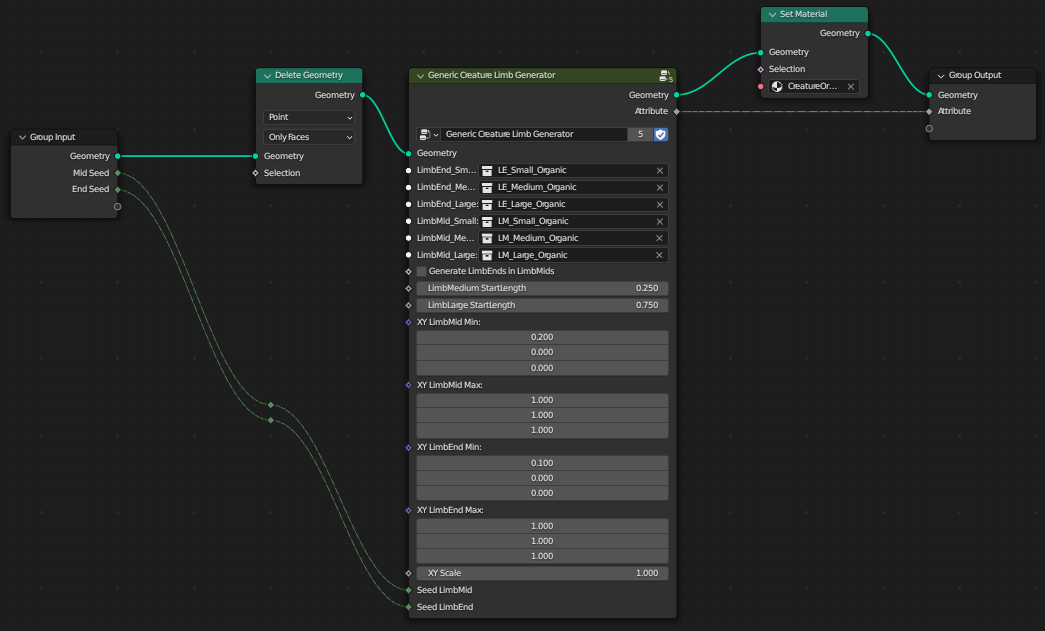 Group Input
Geometry
Mid Seed
End Seed
Delete Geometry
Geometry
Point
Only Faces
Geometry
Selection
Generic Creature Limb Generator
5
Geometry
Attribute
Generic Creature Limb Generator 5
Geometry
LimbEnd_Sm... LE_Small_Organic
LimbEnd_Me... LE_Medium_Organic
LimbEnd_Large: LE_Large_Organic
LimbMid_Small: LM_Small_Organic
LimbMid_Me... LM_Medium_Organic
LimbMid_Large: LM_Large_Organic
Generate LimbEnds in LimbMids
LimbMedium StartLength 0.250
LimbLarge StartLength 0.750
XY LimbMid Min:
0.200
0.000
0.000
XY LimbMid Max:
1.000
1.000
1.000
XY LimbEnd Min:
0.100
0.000
0.000
XY LimbEnd Max:
1.000
1.000
1.000
XY Scale 1.000
Seed LimbMid
Seed LimbEnd
Set Material
Geometry
Geometry
Selection
CreatureOr...
Group Output
Geometry
Attribute